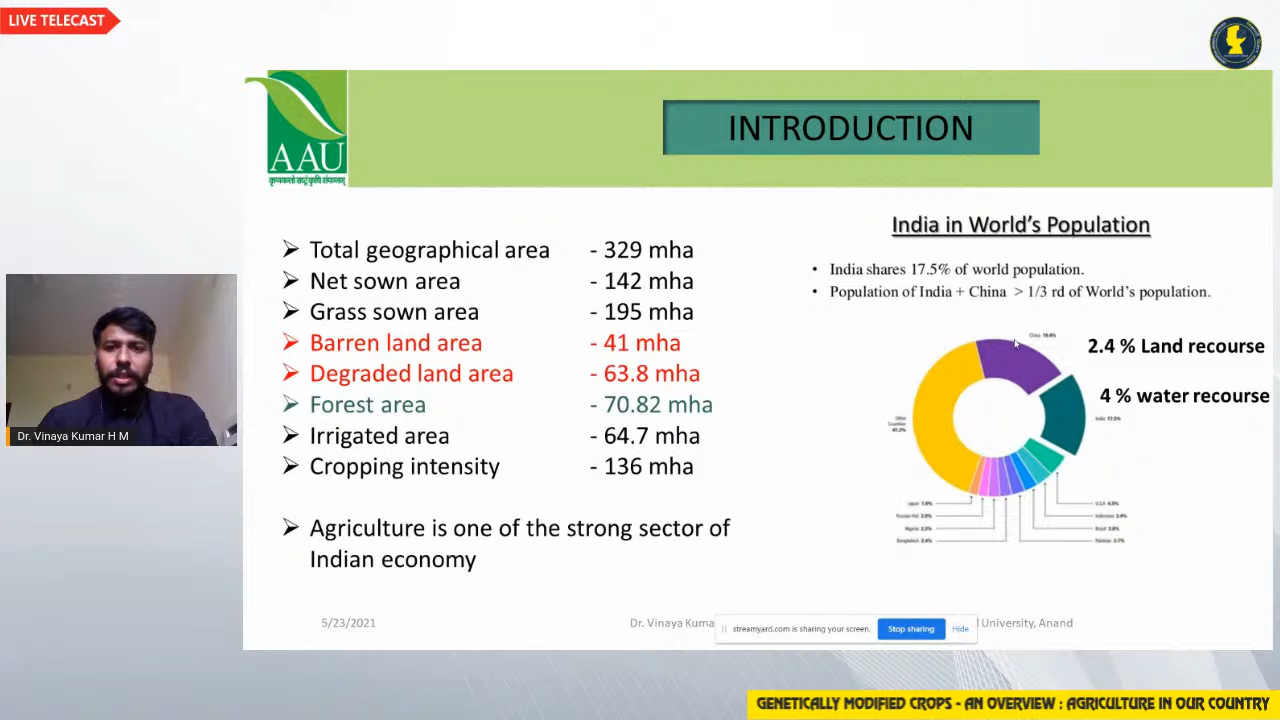 LIVE TELECAST
AAU
INTRODUCTION
India in World's Population
• India shares 17.5% of world population.
• Population of India + China > 1/3 rd of World's population.
➢ Total geographical area - 329 mha
➢ Net sown area - 142 mha
➢ Grass sown area - 195 mha
➢ Barren land area - 41 mha
➢ Degraded land area - 63.8 mha
➢ Forest area - 70.82 mha
➢ Irrigated area - 64.7 mha
➢ Cropping intensity - 136 mha
➢ Agriculture is one of the strong sector of
Indian economy
2.4 % Land recourse
4 % water recourse
Dr. Vinaya Kumar H M
5/23/2021
Dr. Vinaya Kuma
University, Anand
streamyard.com is sharing your screen.
Stop sharing
Hide
GENETICALLY MODIFIED CROPS - AN OVERVIEW : AGRICULTURE IN OUR COUNTRY